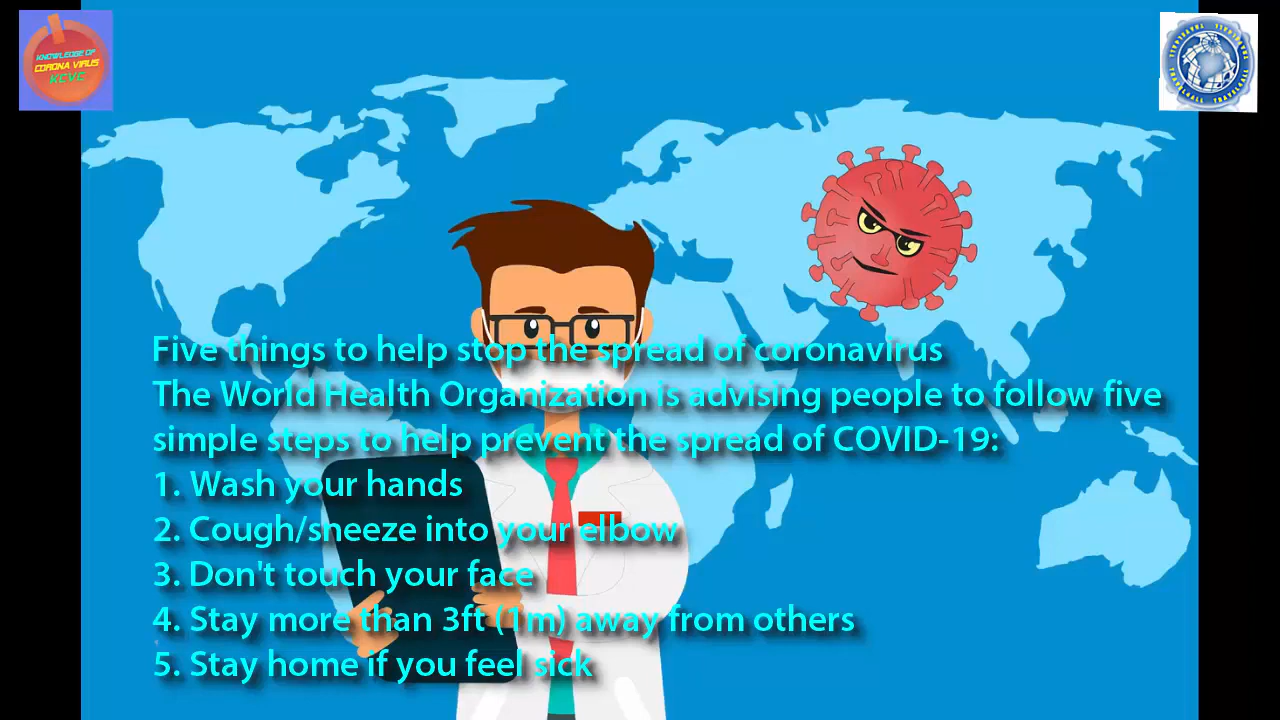 KNOWLEDGE OF
CORONA VIRUS
KCVC
TRAVEL4ALL TRAVEL4ALL
Five things to help stop the spread of coronavirus
The World Health Organization is advising people to follow five
simple steps to help prevent the spread of COVID-19:
1. Wash your hands
2. Cough/sneeze into your elbow
3. Don't touch your face
4. Stay more than 3ft (1m) away from others
5. Stay home if you feel sick